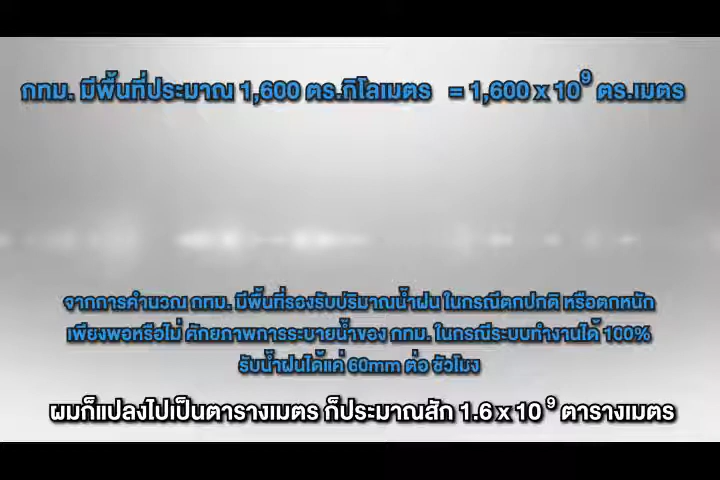 กทม. มีพื้นที่ประมาณ 1,600 ตร.กิโลเมตร = 1,600 x 10⁹ ตร.เมตร
จากการคำนวณ กทม. มีพื้นที่รองรับปริมาณน้ำฝน ในกรณีตกปกติ หรือตกหนัก
เพียงพอหรือไม่ ศักยภาพการระบายน้ำของ กทม. ในกรณีระบบทำงานได้ 100%
รับน้ำฝนได้แค่ 60mm ต่อ ชั่วโมง
ผมก็แปลงไปเป็นตารางเมตร ก็ประมาณสัก 1.6 x 10⁹ ตารางเมตร